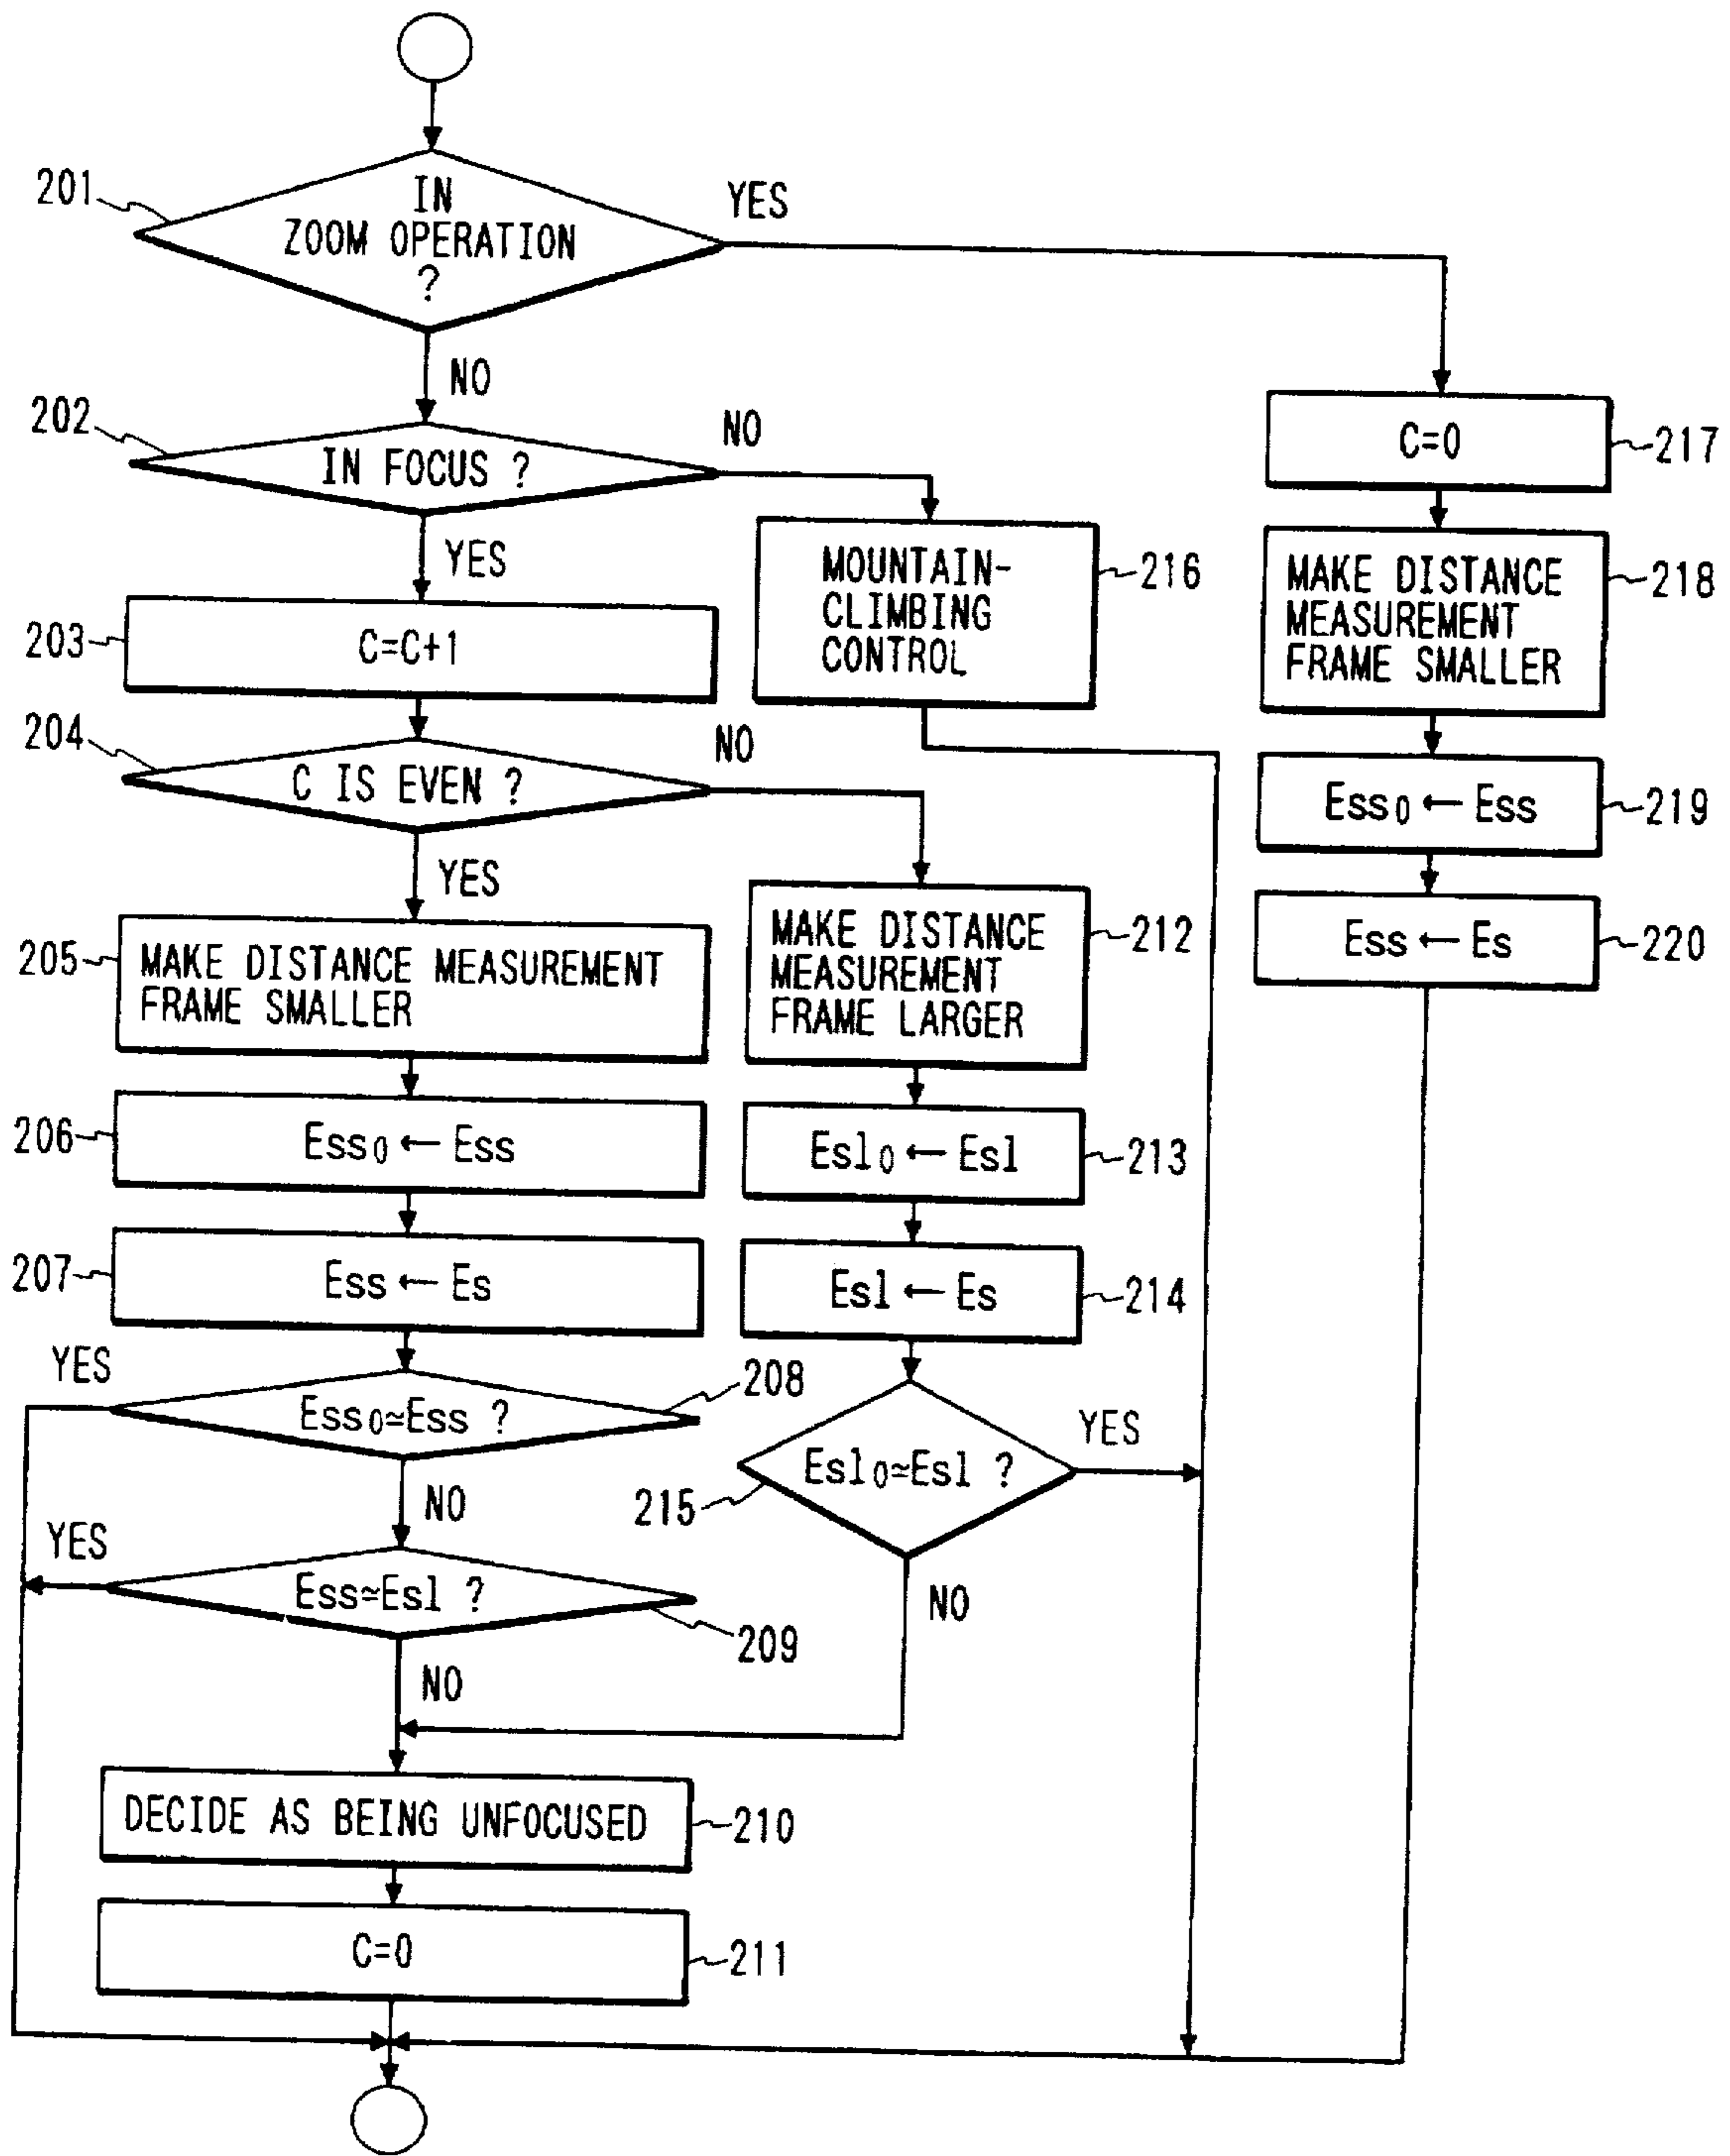 201
IN
ZOOM OPERATION
?
YES
NO
202
IN FOCUS ?
NO
YES
203
C=C+1
204
C IS EVEN ?
NO
YES
205
MAKE DISTANCE MEASUREMENT
FRAME SMALLER
206
Ess₀ ← Ess
207
Ess ← Es
YES
208
Ess₀≃Ess ?
NO
YES
Ess≃Esl ?
209
NO
DECIDE AS BEING UNFOCUSED
210
C=0
211
MAKE DISTANCE
MEASUREMENT
FRAME LARGER
212
Esl₀ ← Esl
213
Esl ← Es
214
Esl₀≃Esl ?
215
YES
NO
MOUNTAIN-
CLIMBING
CONTROL
216
C=0
217
MAKE DISTANCE
MEASUREMENT
FRAME SMALLER
218
Ess₀ ← Ess
219
Ess ← Es
220